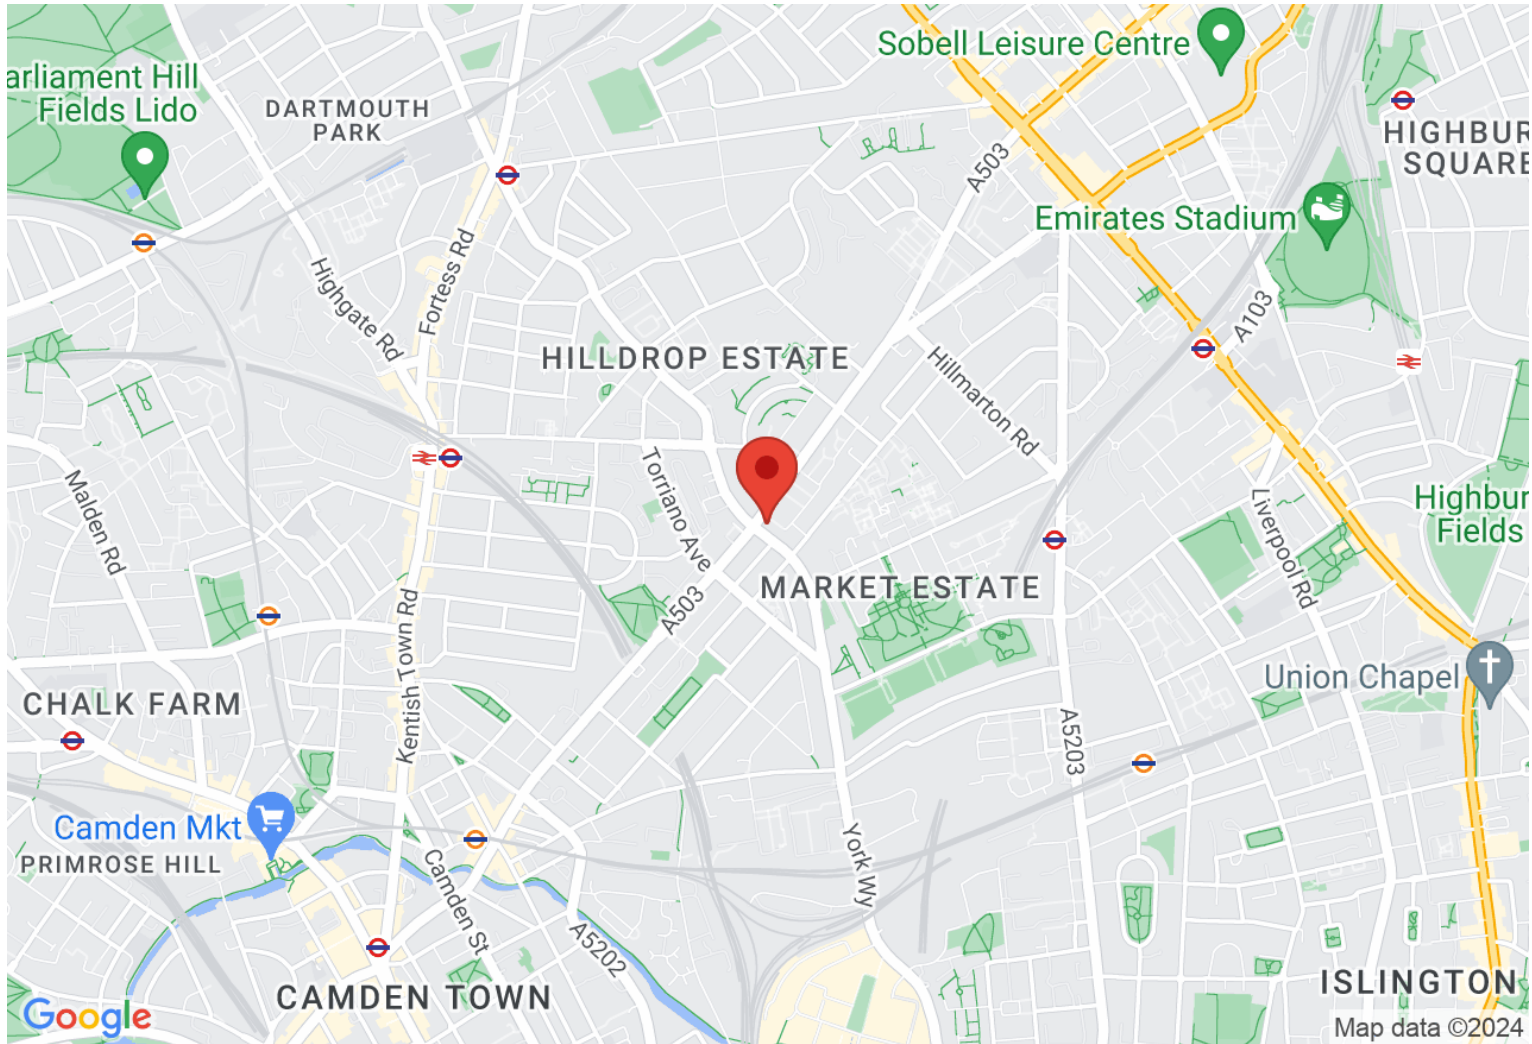 Sobell Leisure Centre
arliament Hill
Fields Lido
DARTMOUTH
PARK
HIGHBUR
SQUARE
A503
Emirates Stadium
Highgate Rd
Fortess Rd
A103
HILLDROP ESTATE
Hillmarton Rd
Malden Rd
Torriano Ave
Liverpool Rd
Highbur
Fields
MARKET ESTATE
A503
Kentish Town Rd
Union Chapel
CHALK FARM
A5203
Camden Mkt
PRIMROSE HILL
York Wy
Camden St
A5202
CAMDEN TOWN
ISLINGTON
Google
Map data ©2024